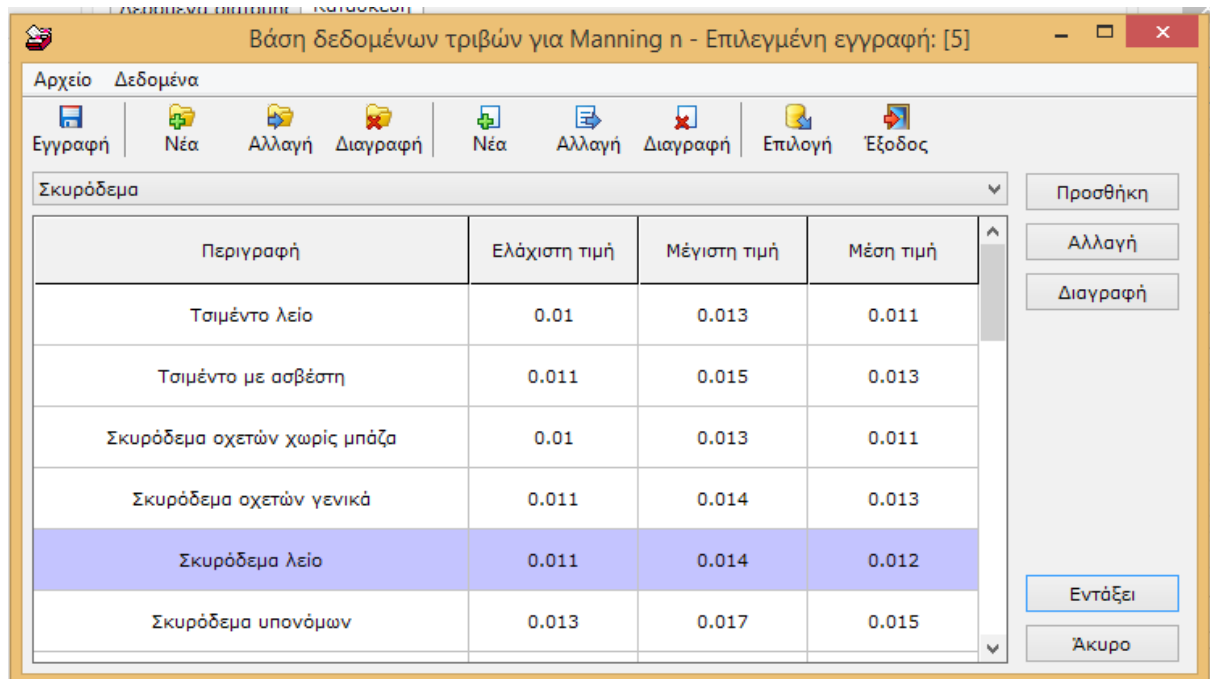 Δεδομένα διατομής Κατασκευή
Βάση δεδομένων τριβών για Manning n - Επιλεγμένη εγγραφή: [5]
Αρχείο Δεδομένα
Εγγραφή Νέα Αλλαγή Διαγραφή Νέα Αλλαγή Διαγραφή Επιλογή Έξοδος
Σκυρόδεμα
Προσθήκη
Αλλαγή
Διαγραφή
Περιγραφή Ελάχιστη τιμή Μέγιστη τιμή Μέση τιμή
Τσιμέντο λείο 0.01 0.013 0.011
Τσιμέντο με ασβέστη 0.011 0.015 0.013
Σκυρόδεμα οχετών χωρίς μπάζα 0.01 0.013 0.011
Σκυρόδεμα οχετών γενικά 0.011 0.014 0.013
Σκυρόδεμα λείο 0.011 0.014 0.012
Σκυρόδεμα υπονόμων 0.013 0.017 0.015
Εντάξει
Άκυρο